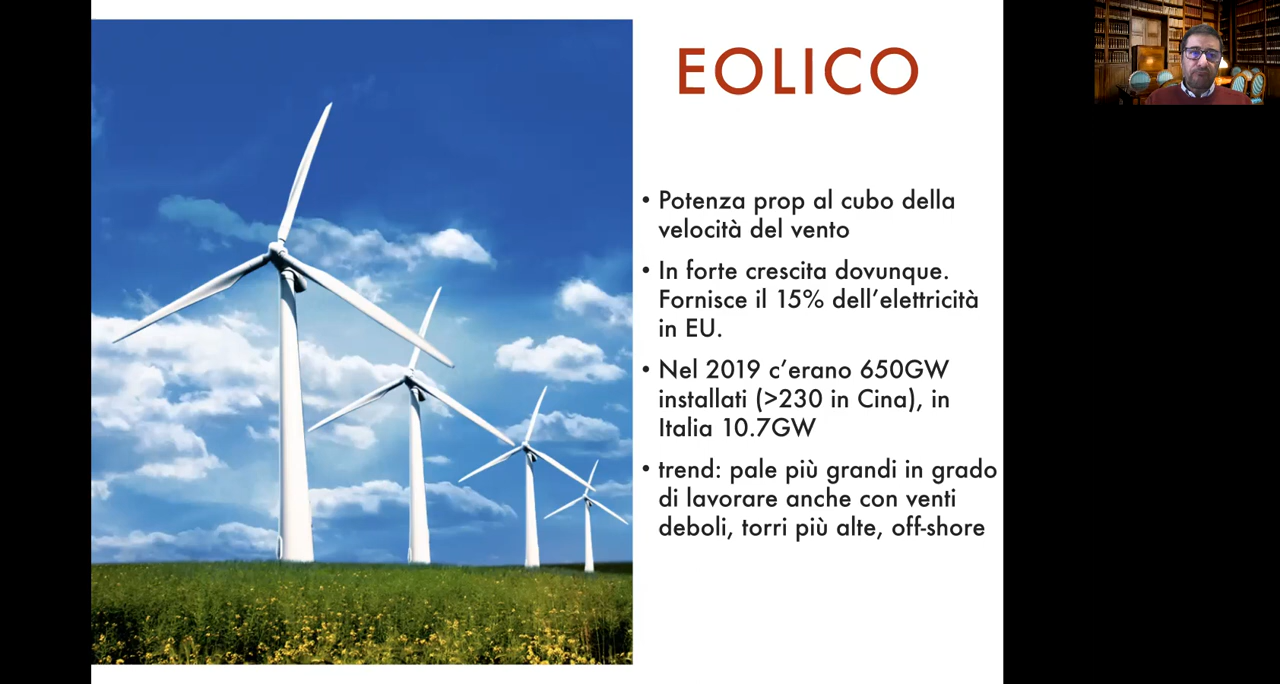 EOLICO
• Potenza prop al cubo della
velocità del vento
• In forte crescita dovunque.
Fornisce il 15% dell’elettricità
in EU.
• Nel 2019 c’erano 650GW
installati (>230 in Cina), in
Italia 10.7GW
• trend: pale più grandi in grado
di lavorare anche con venti
deboli, torri più alte, off-shore